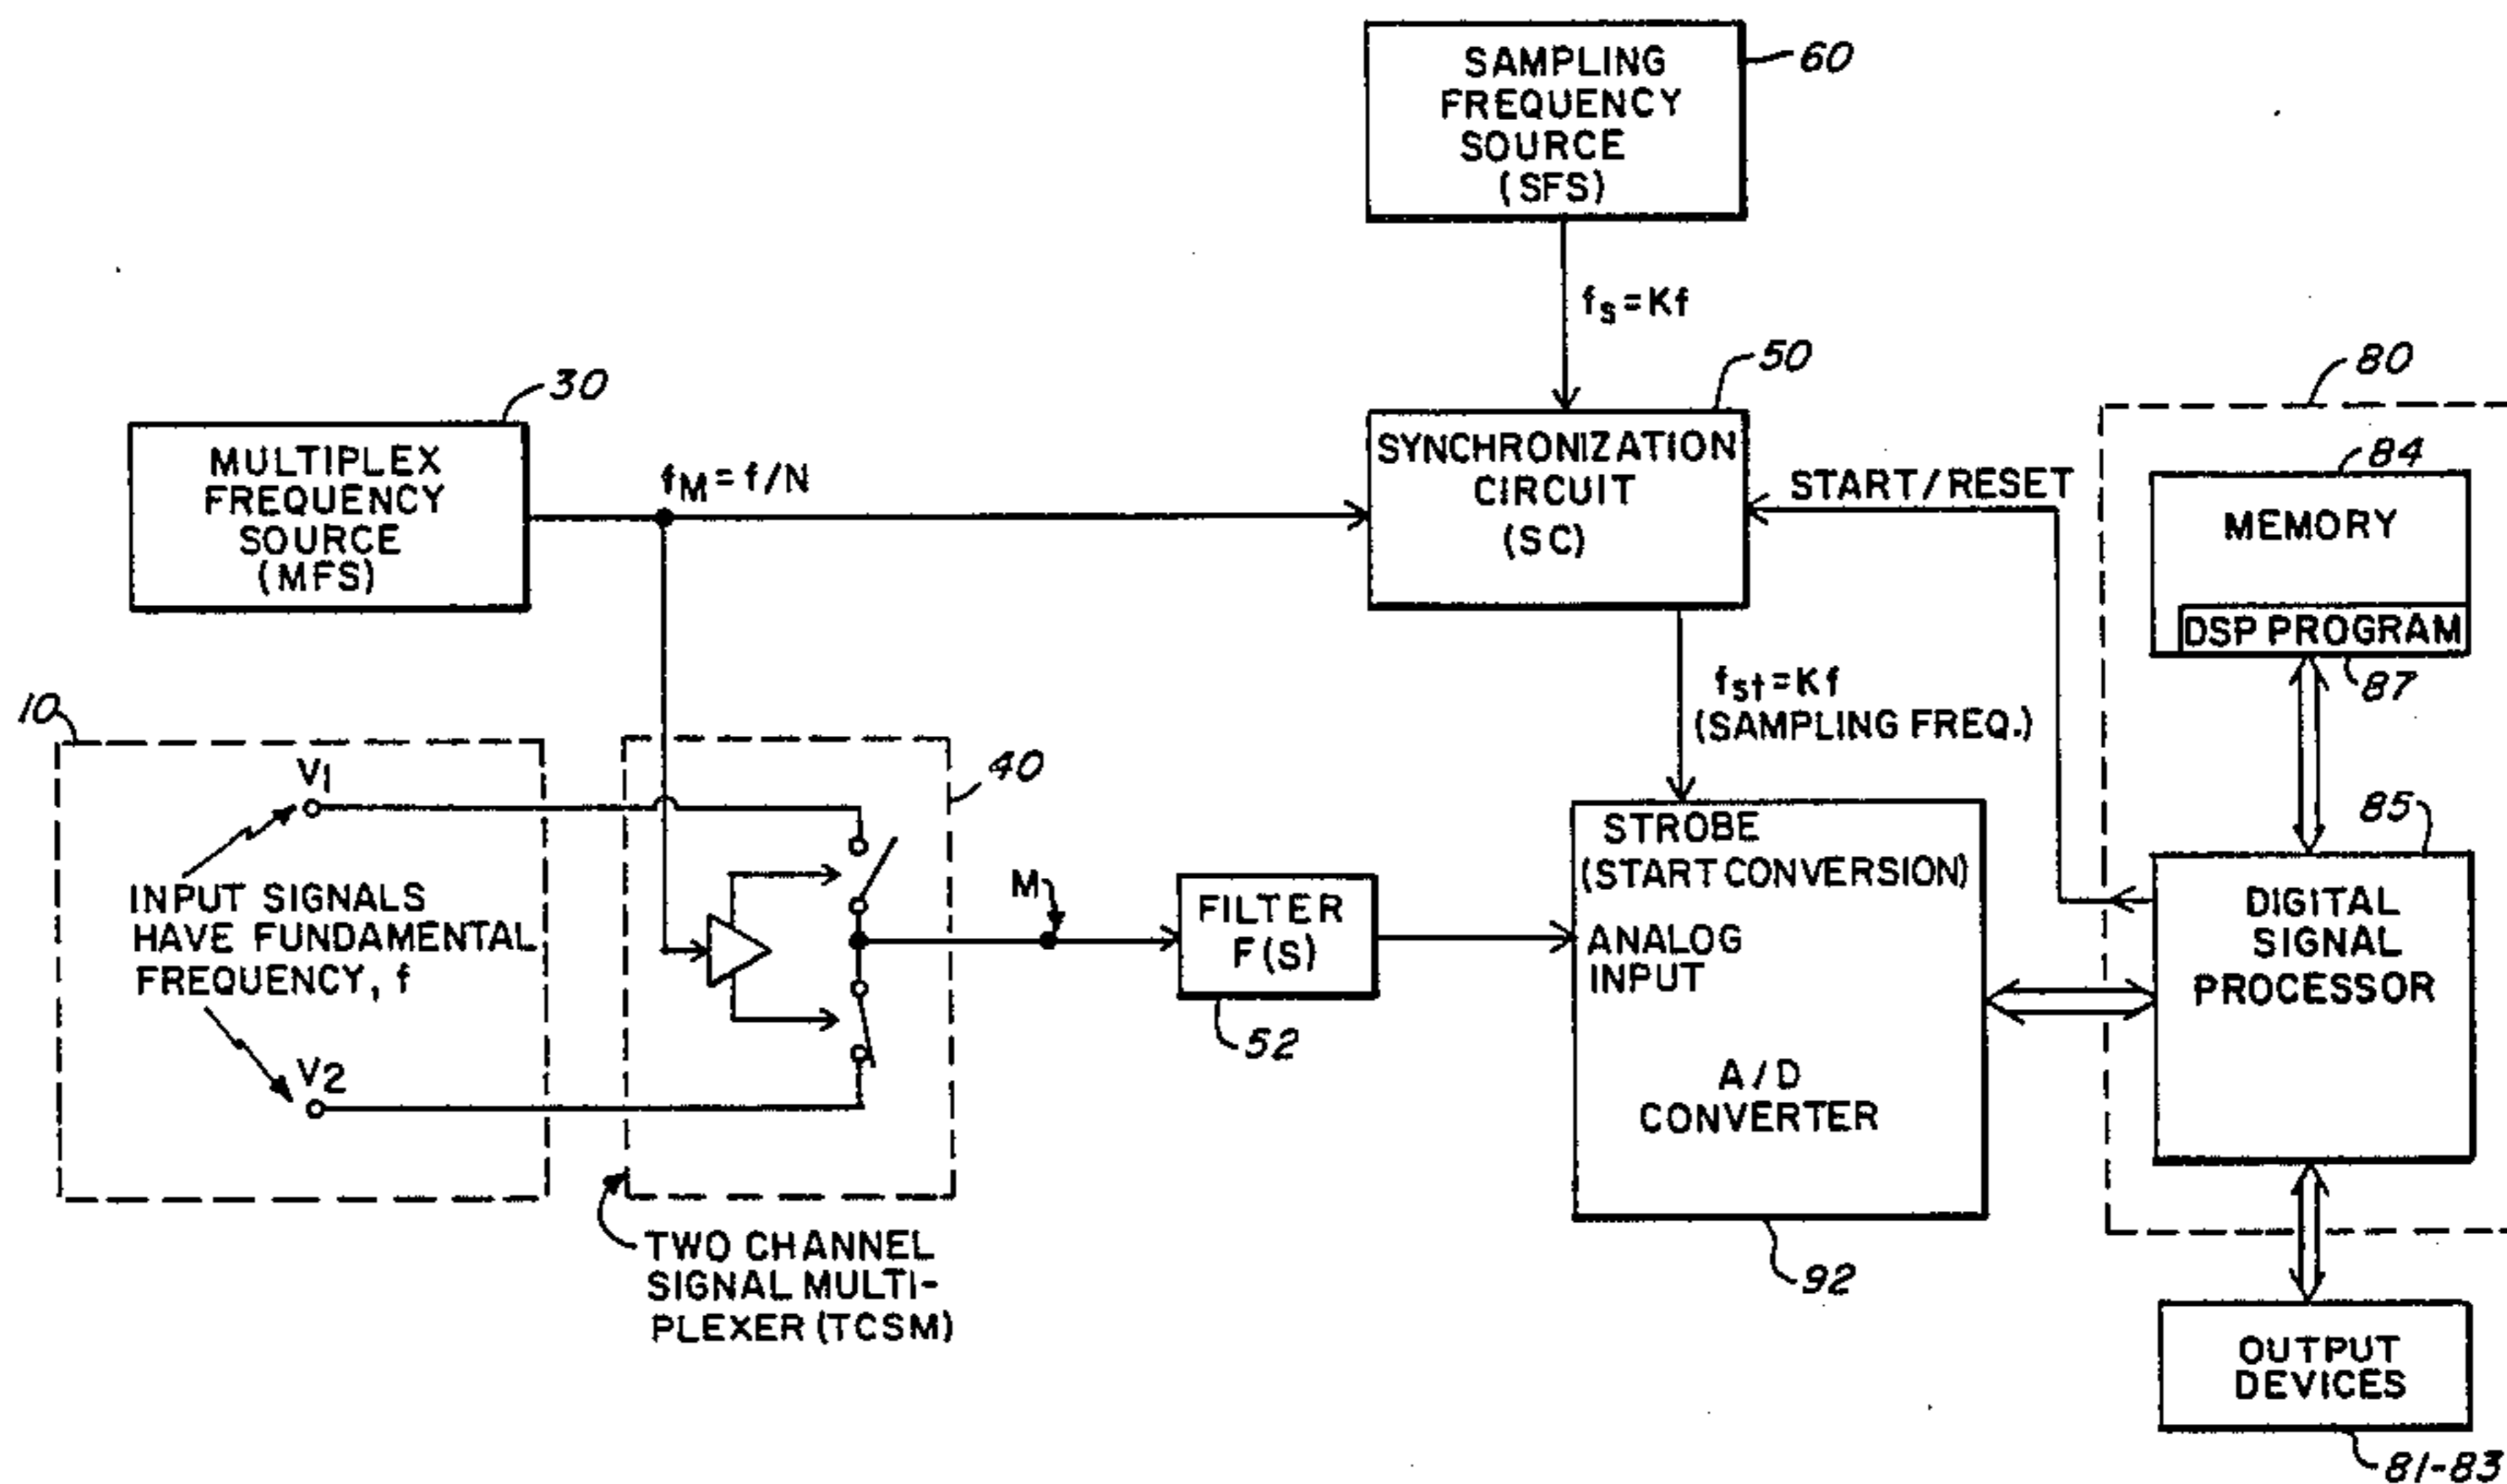 SAMPLING
FREQUENCY
SOURCE
(SFS)
60
fs=Kf
30
MULTIPLEX
FREQUENCY
SOURCE
(MFS)
fM=f/N
50
SYNCHRONIZATION
CIRCUIT
(SC)
START/RESET
80
84
MEMORY
DSP PROGRAM
87
fst=Kf
(SAMPLING FREQ.)
10
V1
INPUT SIGNALS
HAVE FUNDAMENTAL
FREQUENCY, f
V2
40
TWO CHANNEL
SIGNAL MULTI-
PLEXER (TCSM)
M
FILTER
F(S)
52
STROBE
(START CONVERSION)
ANALOG
INPUT
A/D
CONVERTER
92
85
DIGITAL
SIGNAL
PROCESSOR
OUTPUT
DEVICES
81-83